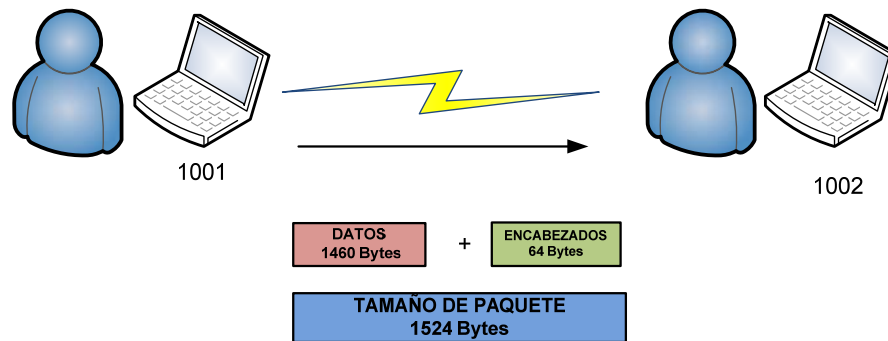 1001
1002
DATOS
1460 Bytes
+
ENCABEZADOS
64 Bytes
TAMAÑO DE PAQUETE
1524 Bytes